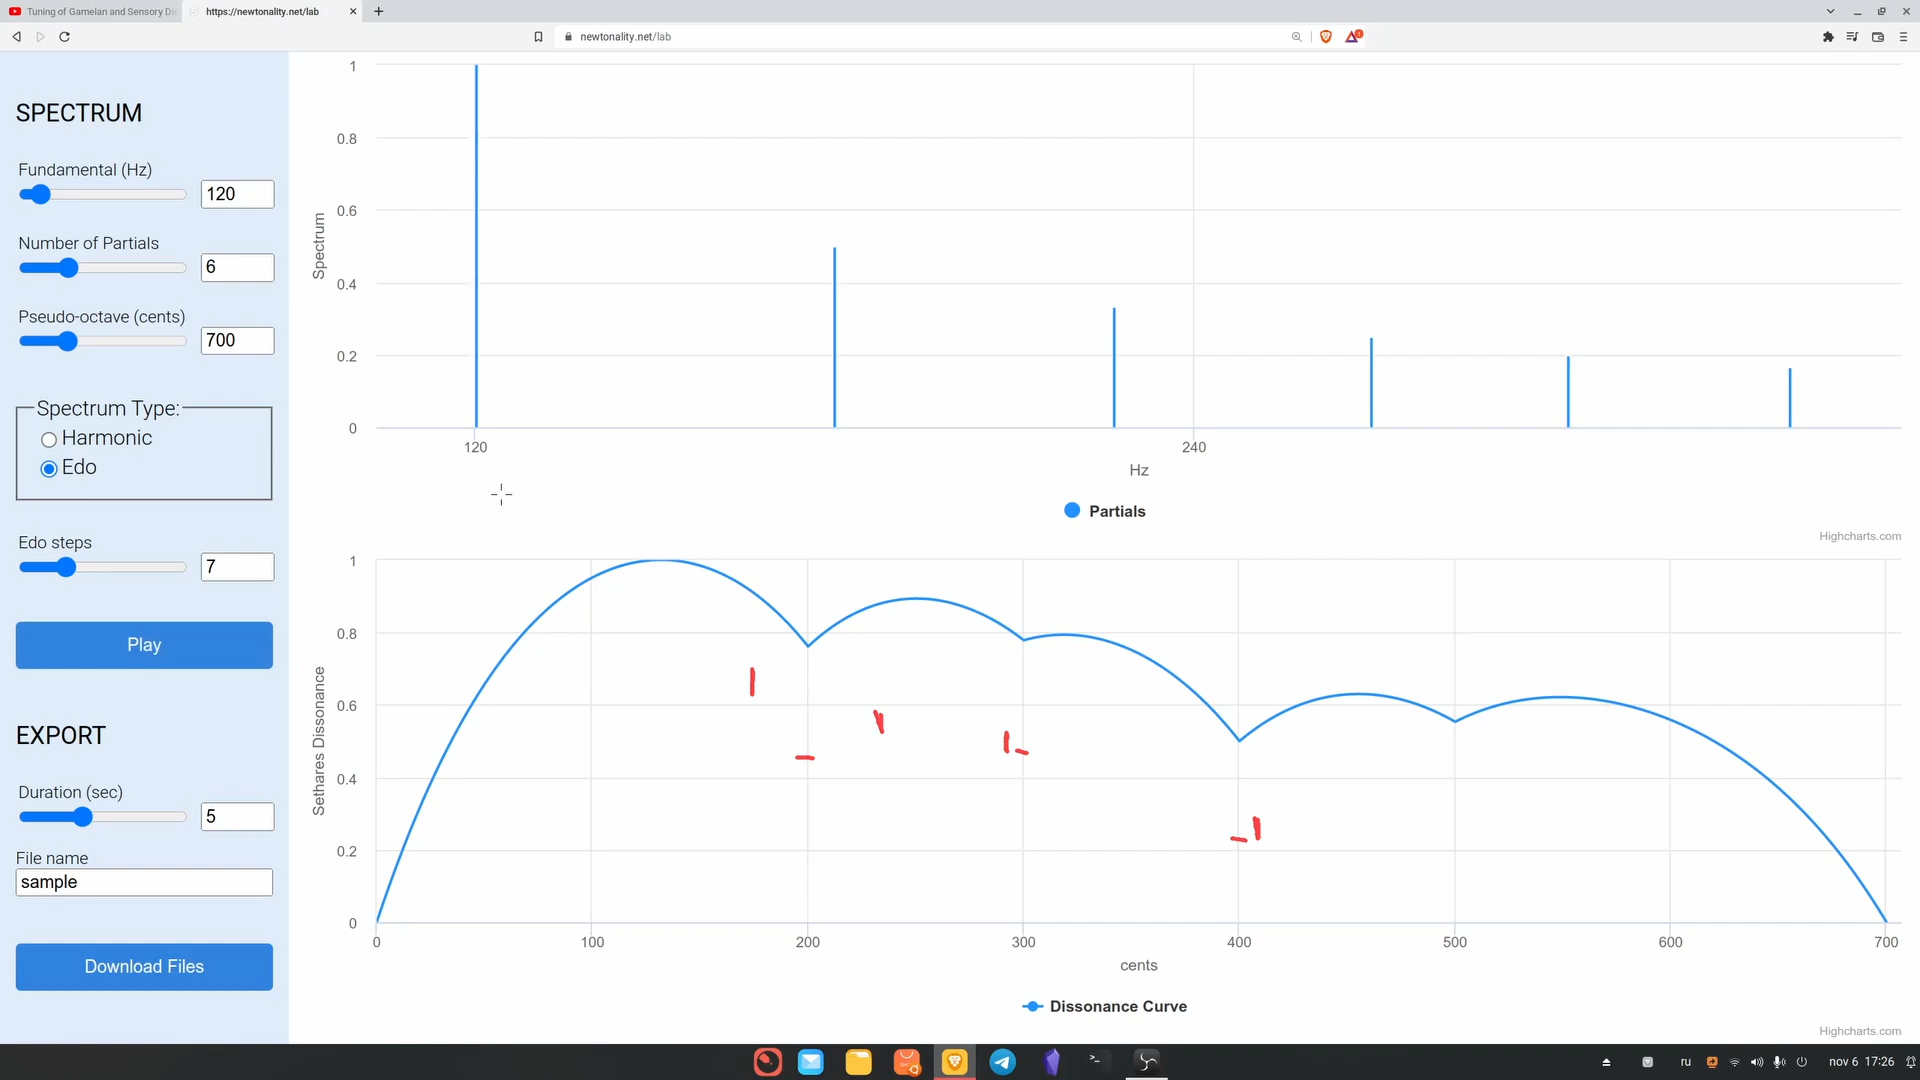 Tuning of Gamelan and Sensory Di
https://newtonality.net/lab
newtonality.net/lab
SPECTRUM
Fundamental (Hz)
120
Number of Partials
6
Pseudo-octave (cents)
700
Spectrum Type:
Harmonic
Edo
Edo steps
7
Play
EXPORT
Duration (sec)
5
File name
sample
Download Files
1
0.8
0.6
0.4
0.2
0
Spectrum
120
240
Hz
Partials
Highcharts.com
1
0.8
0.6
0.4
0.2
0
Sethares Dissonance
0
100
200
300
400
500
600
700
cents
Dissonance Curve
Highcharts.com
ru
nov 6 17:26